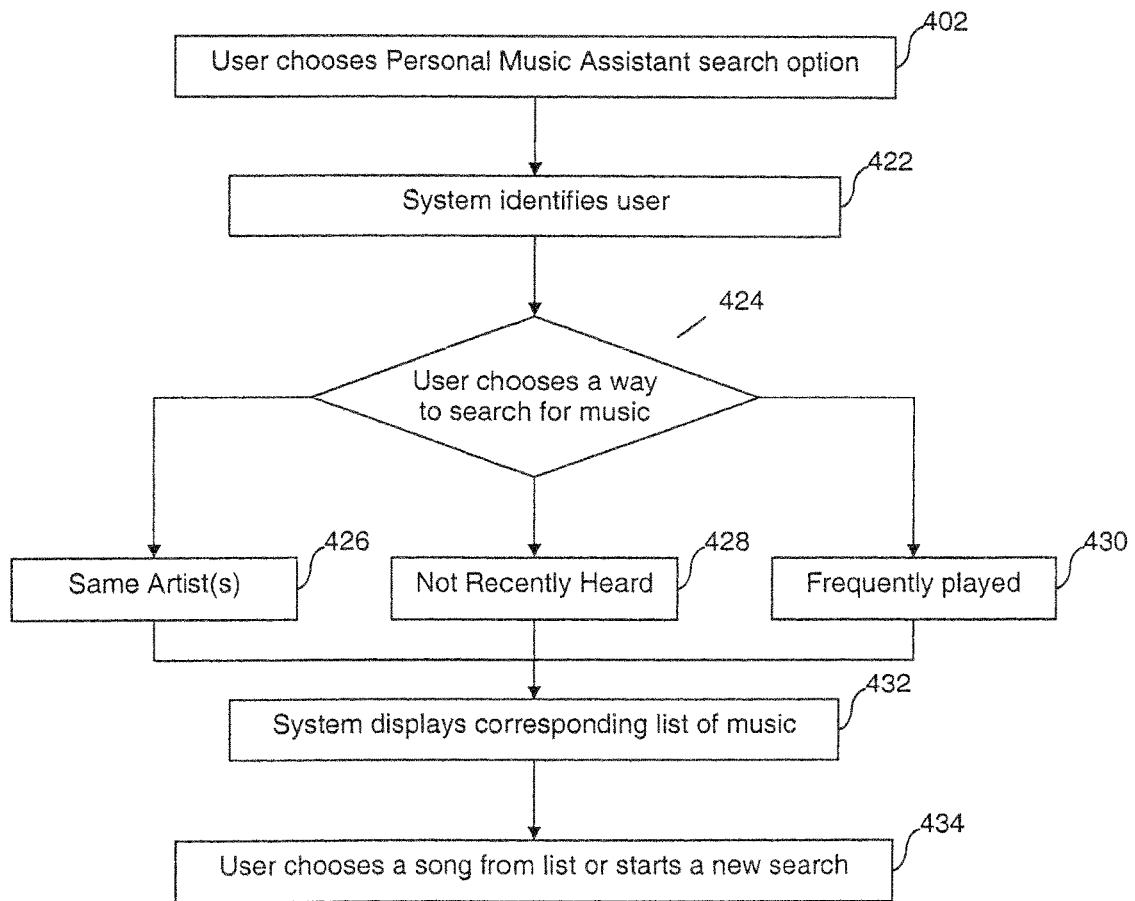 402
User chooses Personal Music Assistant search option
422
System identifies user
424
User chooses a way
to search for music
426
Same Artist(s)
428
Not Recently Heard
430
Frequently played
432
System displays corresponding list of music
434
User chooses a song from list or starts a new search